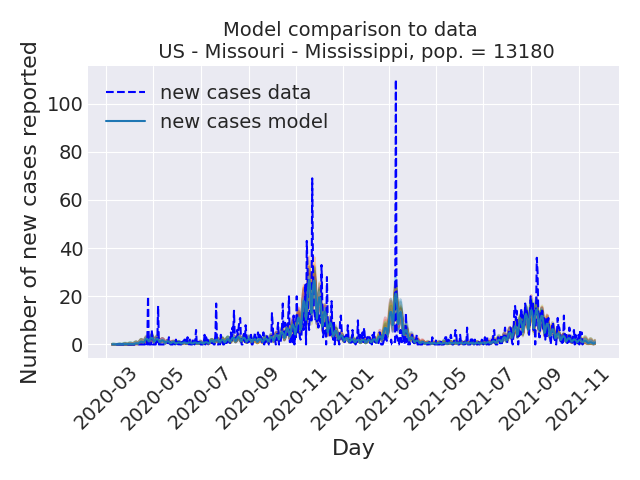 Model comparison to data
US - Missouri - Mississippi, pop. = 13180
Number of new cases reported
new cases data
new cases model
100
80
60
40
20
0
2020-03
2020-05
2020-07
2020-09
2020-11
2021-01
2021-03
2021-05
2021-07
2021-09
2021-11
Day